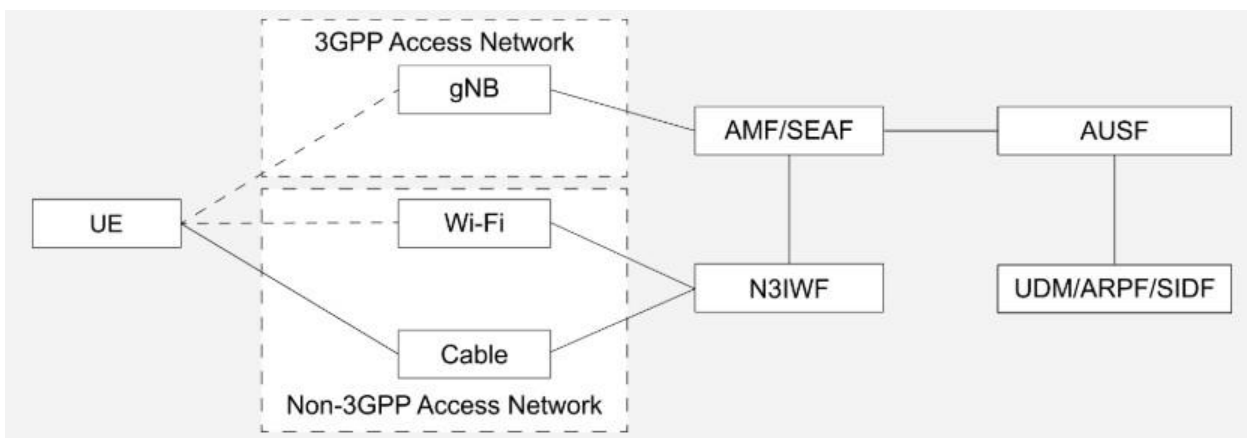 3GPP Access Network
gNB
AMF/SEAF
AUSF
UE
Wi-Fi
N3IWF
UDM/ARPF/SIDF
Cable
Non-3GPP Access Network